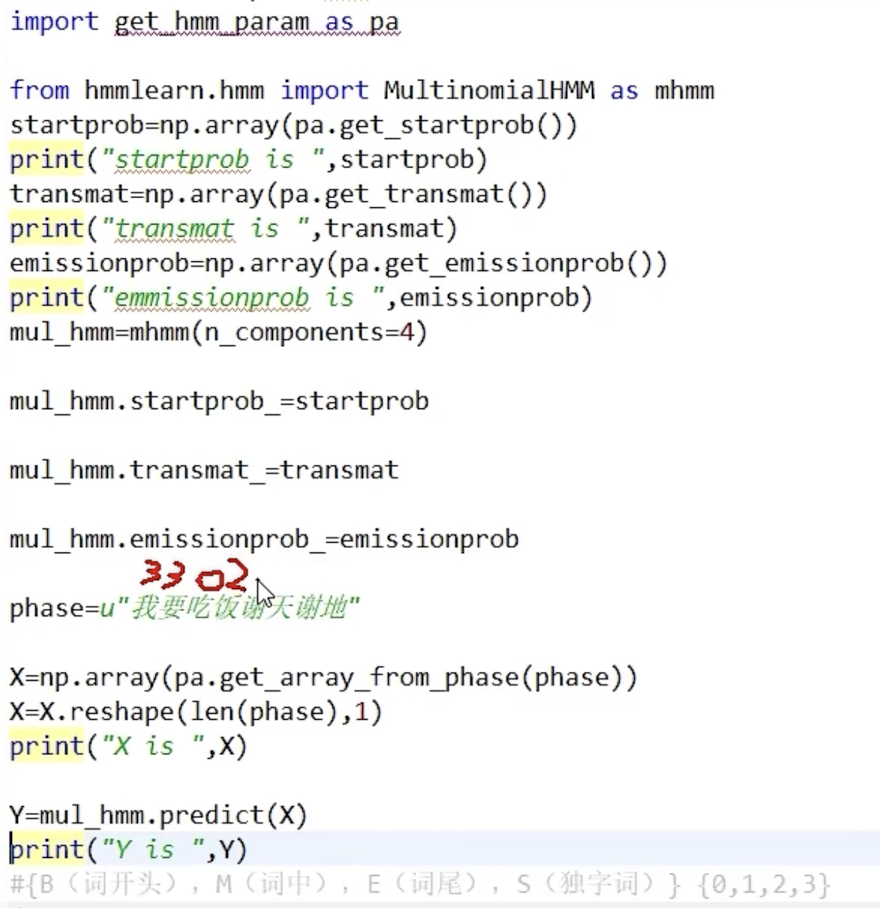 import get_hmm_param as pa
from hmmlearn.hmm import MultinomialHMM as mhmm
startprob=np.array(pa.get_startprob())
print("startprob is ",startprob)
transmat=np.array(pa.get_transmat())
print("transmat is ",transmat)
emissionprob=np.array(pa.get_emissionprob())
print("emmissionprob is ",emissionprob)
mul_hmm=mhmm(n_components=4)
mul_hmm.startprob_=startprob
mul_hmm.transmat_=transmat
mul_hmm.emissionprob_=emissionprob
33 02
phase=u"我要吃饭谢天谢地"
X=np.array(pa.get_array_from_phase(phase))
X=X.reshape(len(phase),1)
print("X is ",X)
Y=mul_hmm.predict(X)
print("Y is ",Y)
#{B（词开头），M（词中），E（词尾），S（独字词）} {0,1,2,3}